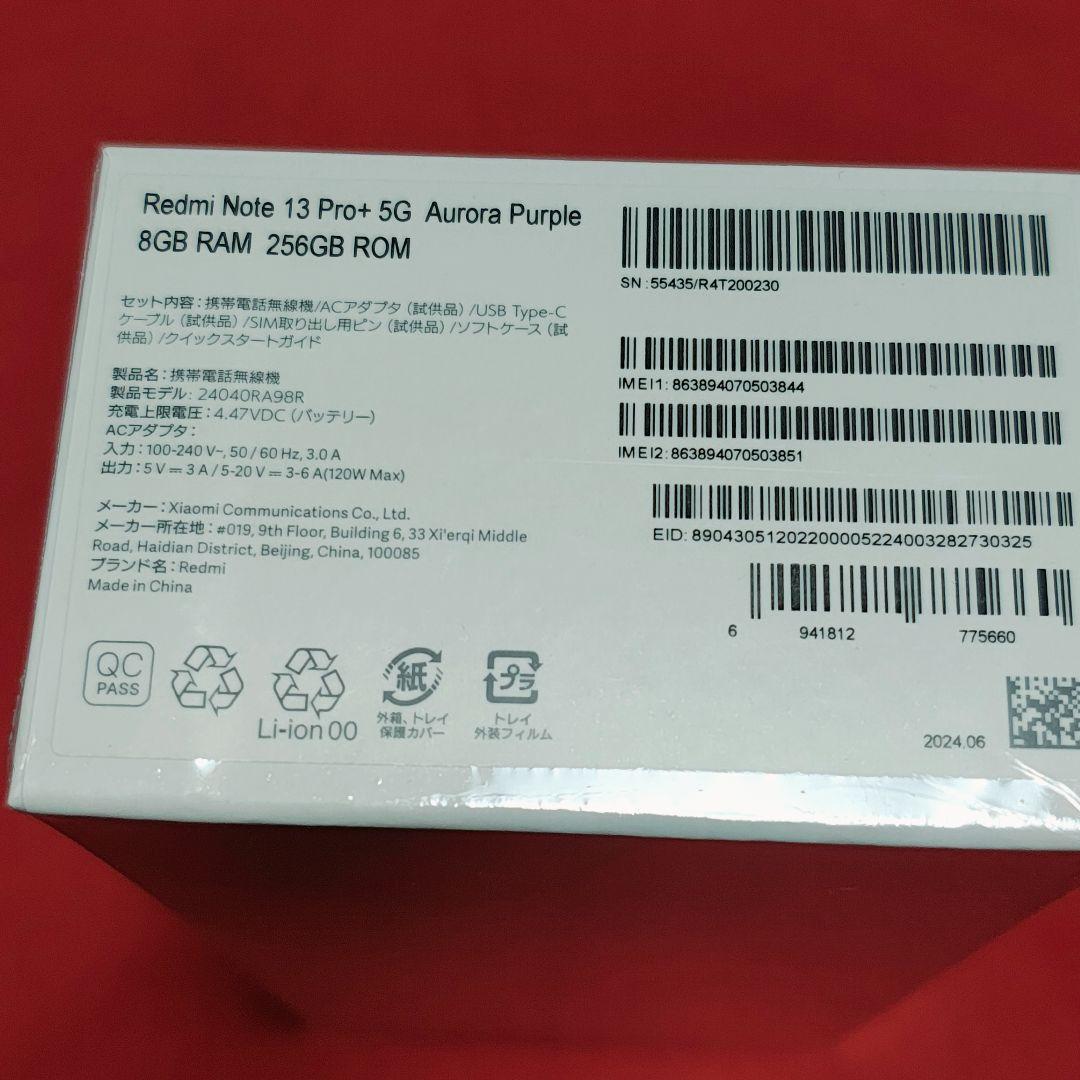 Redmi Note 13 Pro+ 5G Aurora Purple
8GB RAM 256GB ROM
セット内容：携帯電話無線機/ACアダプタ（試供品）/USB Type-C
ケーブル（試供品）/SIM取り出し用ピン（試供品）/ソフトケース（試
供品）/クイックスタートガイド
製品名：携帯電話無線機
製品モデル：24040RA98R
充電上限電圧：4.47VDC（バッテリー）
ACアダプタ：
入力：100-240 V~, 50 / 60 Hz, 3.0 A
出力：5 V ⎓ 3 A / 5-20 V ⎓ 3-6 A(120W Max)
メーカー：Xiaomi Communications Co., Ltd.
メーカー所在地：#019, 9th Floor, Building 6, 33 Xi'erqi Middle
Road, Haidian District, Beijing, China, 100085
ブランド名：Redmi
Made in China
QC
PASS
Li-ion 00
紙
外箱、トレイ
保護カバー
プラ
トレイ
外装フィルム
SN：55435/R4T200230
IMEI1: 863894070503844
IMEI2: 863894070503851
EID: 89043051202200005224003282730325
6 941812 775660
2024.06